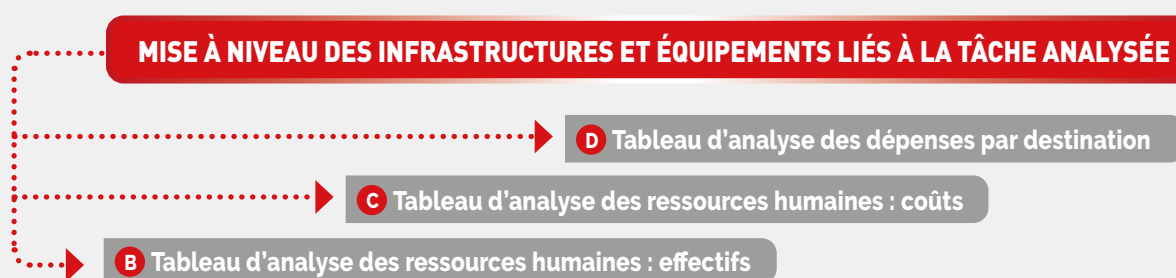 MISE À NIVEAU DES INFRASTRUCTURES ET ÉQUIPEMENTS LIÉS À LA TÂCHE ANALYSÉE
D Tableau d’analyse des dépenses par destination
C Tableau d’analyse des ressources humaines : coûts
B Tableau d’analyse des ressources humaines : effectifs